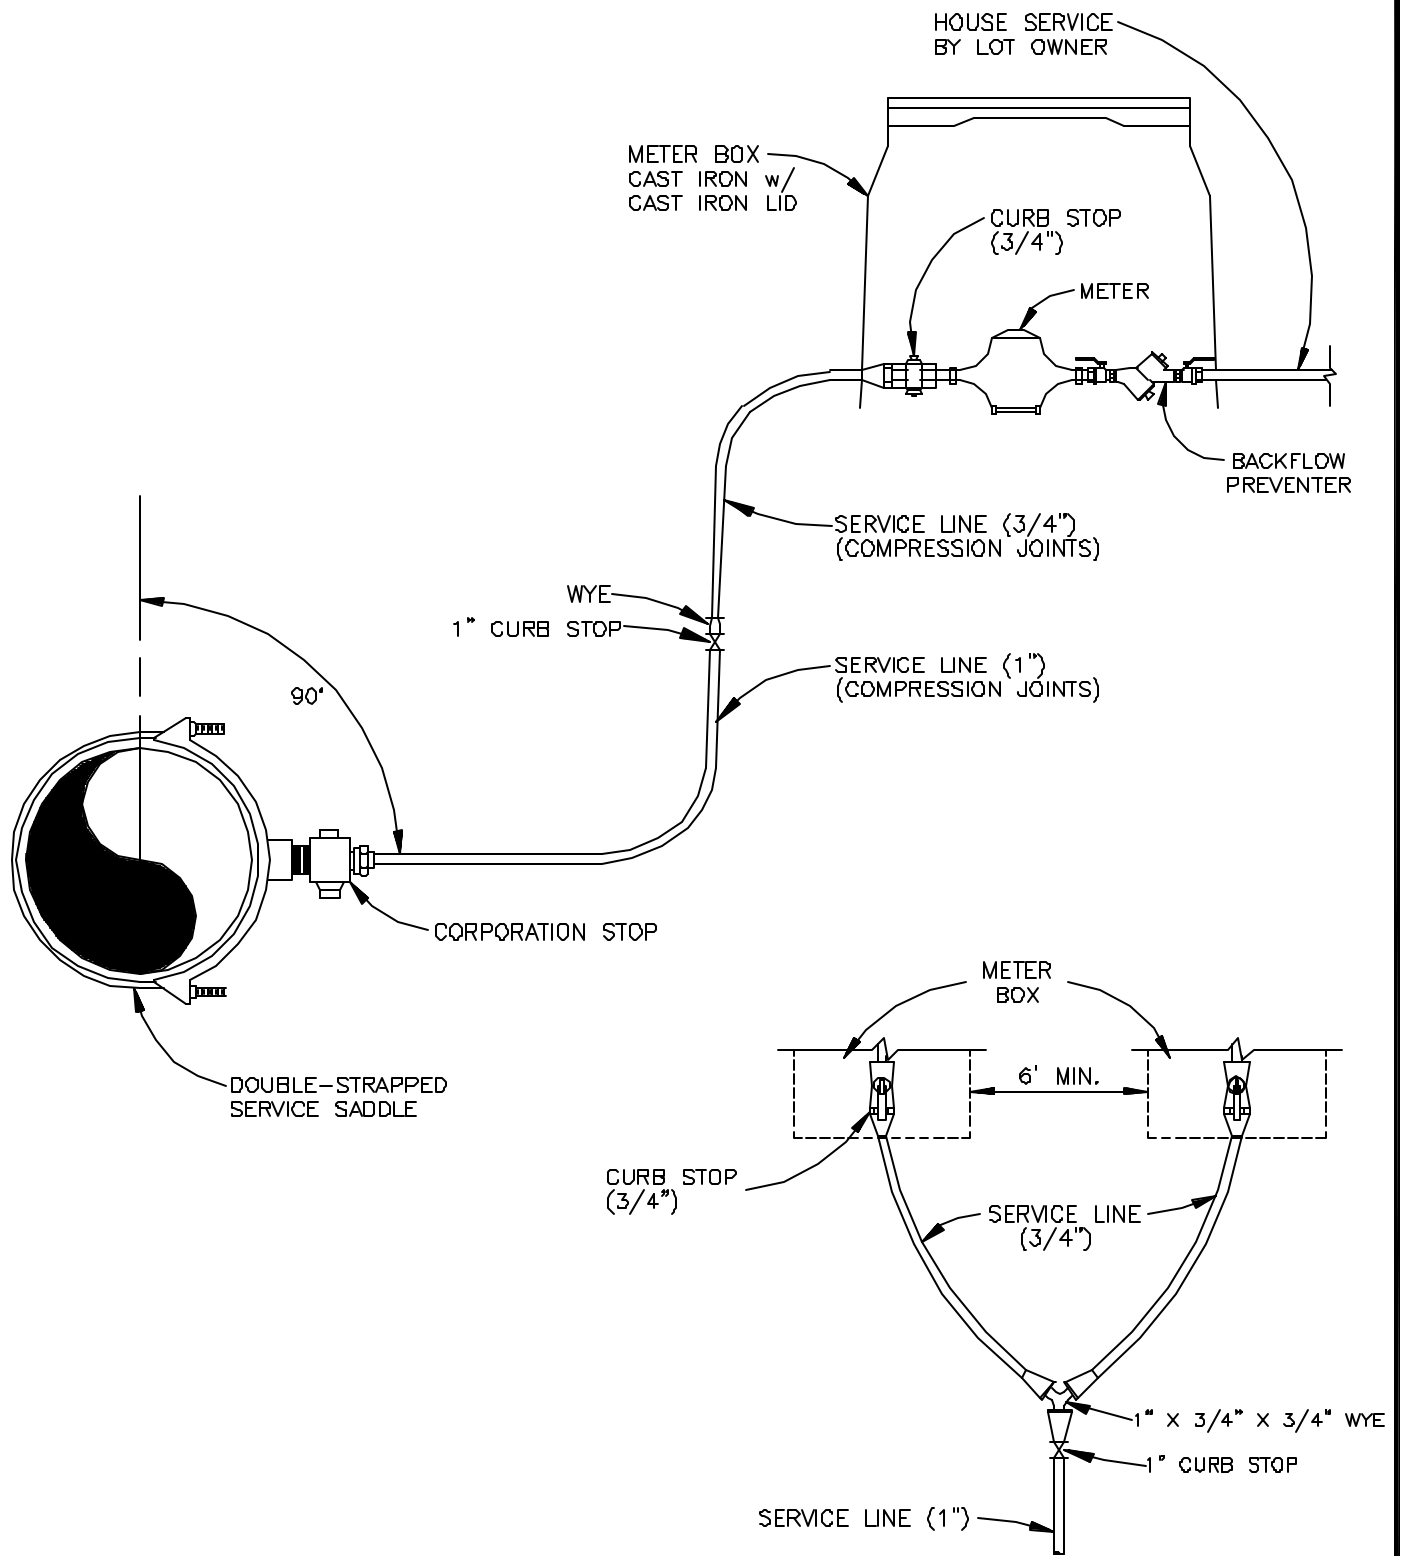 HOUSE SERVICE
BY LOT OWNER
METER BOX
CAST IRON w/
CAST IRON LID
CURB STOP
(3/4")
METER
BACKFLOW
PREVENTER
SERVICE LINE (3/4")
(COMPRESSION JOINTS)
WYE
1" CURB STOP
SERVICE LINE (1")
(COMPRESSION JOINTS)
90°
CORPORATION STOP
DOUBLE-STRAPPED
SERVICE SADDLE
METER
BOX
6' MIN.
CURB STOP
(3/4")
SERVICE LINE
(3/4")
1" X 3/4" X 3/4" WYE
1" CURB STOP
SERVICE LINE (1")